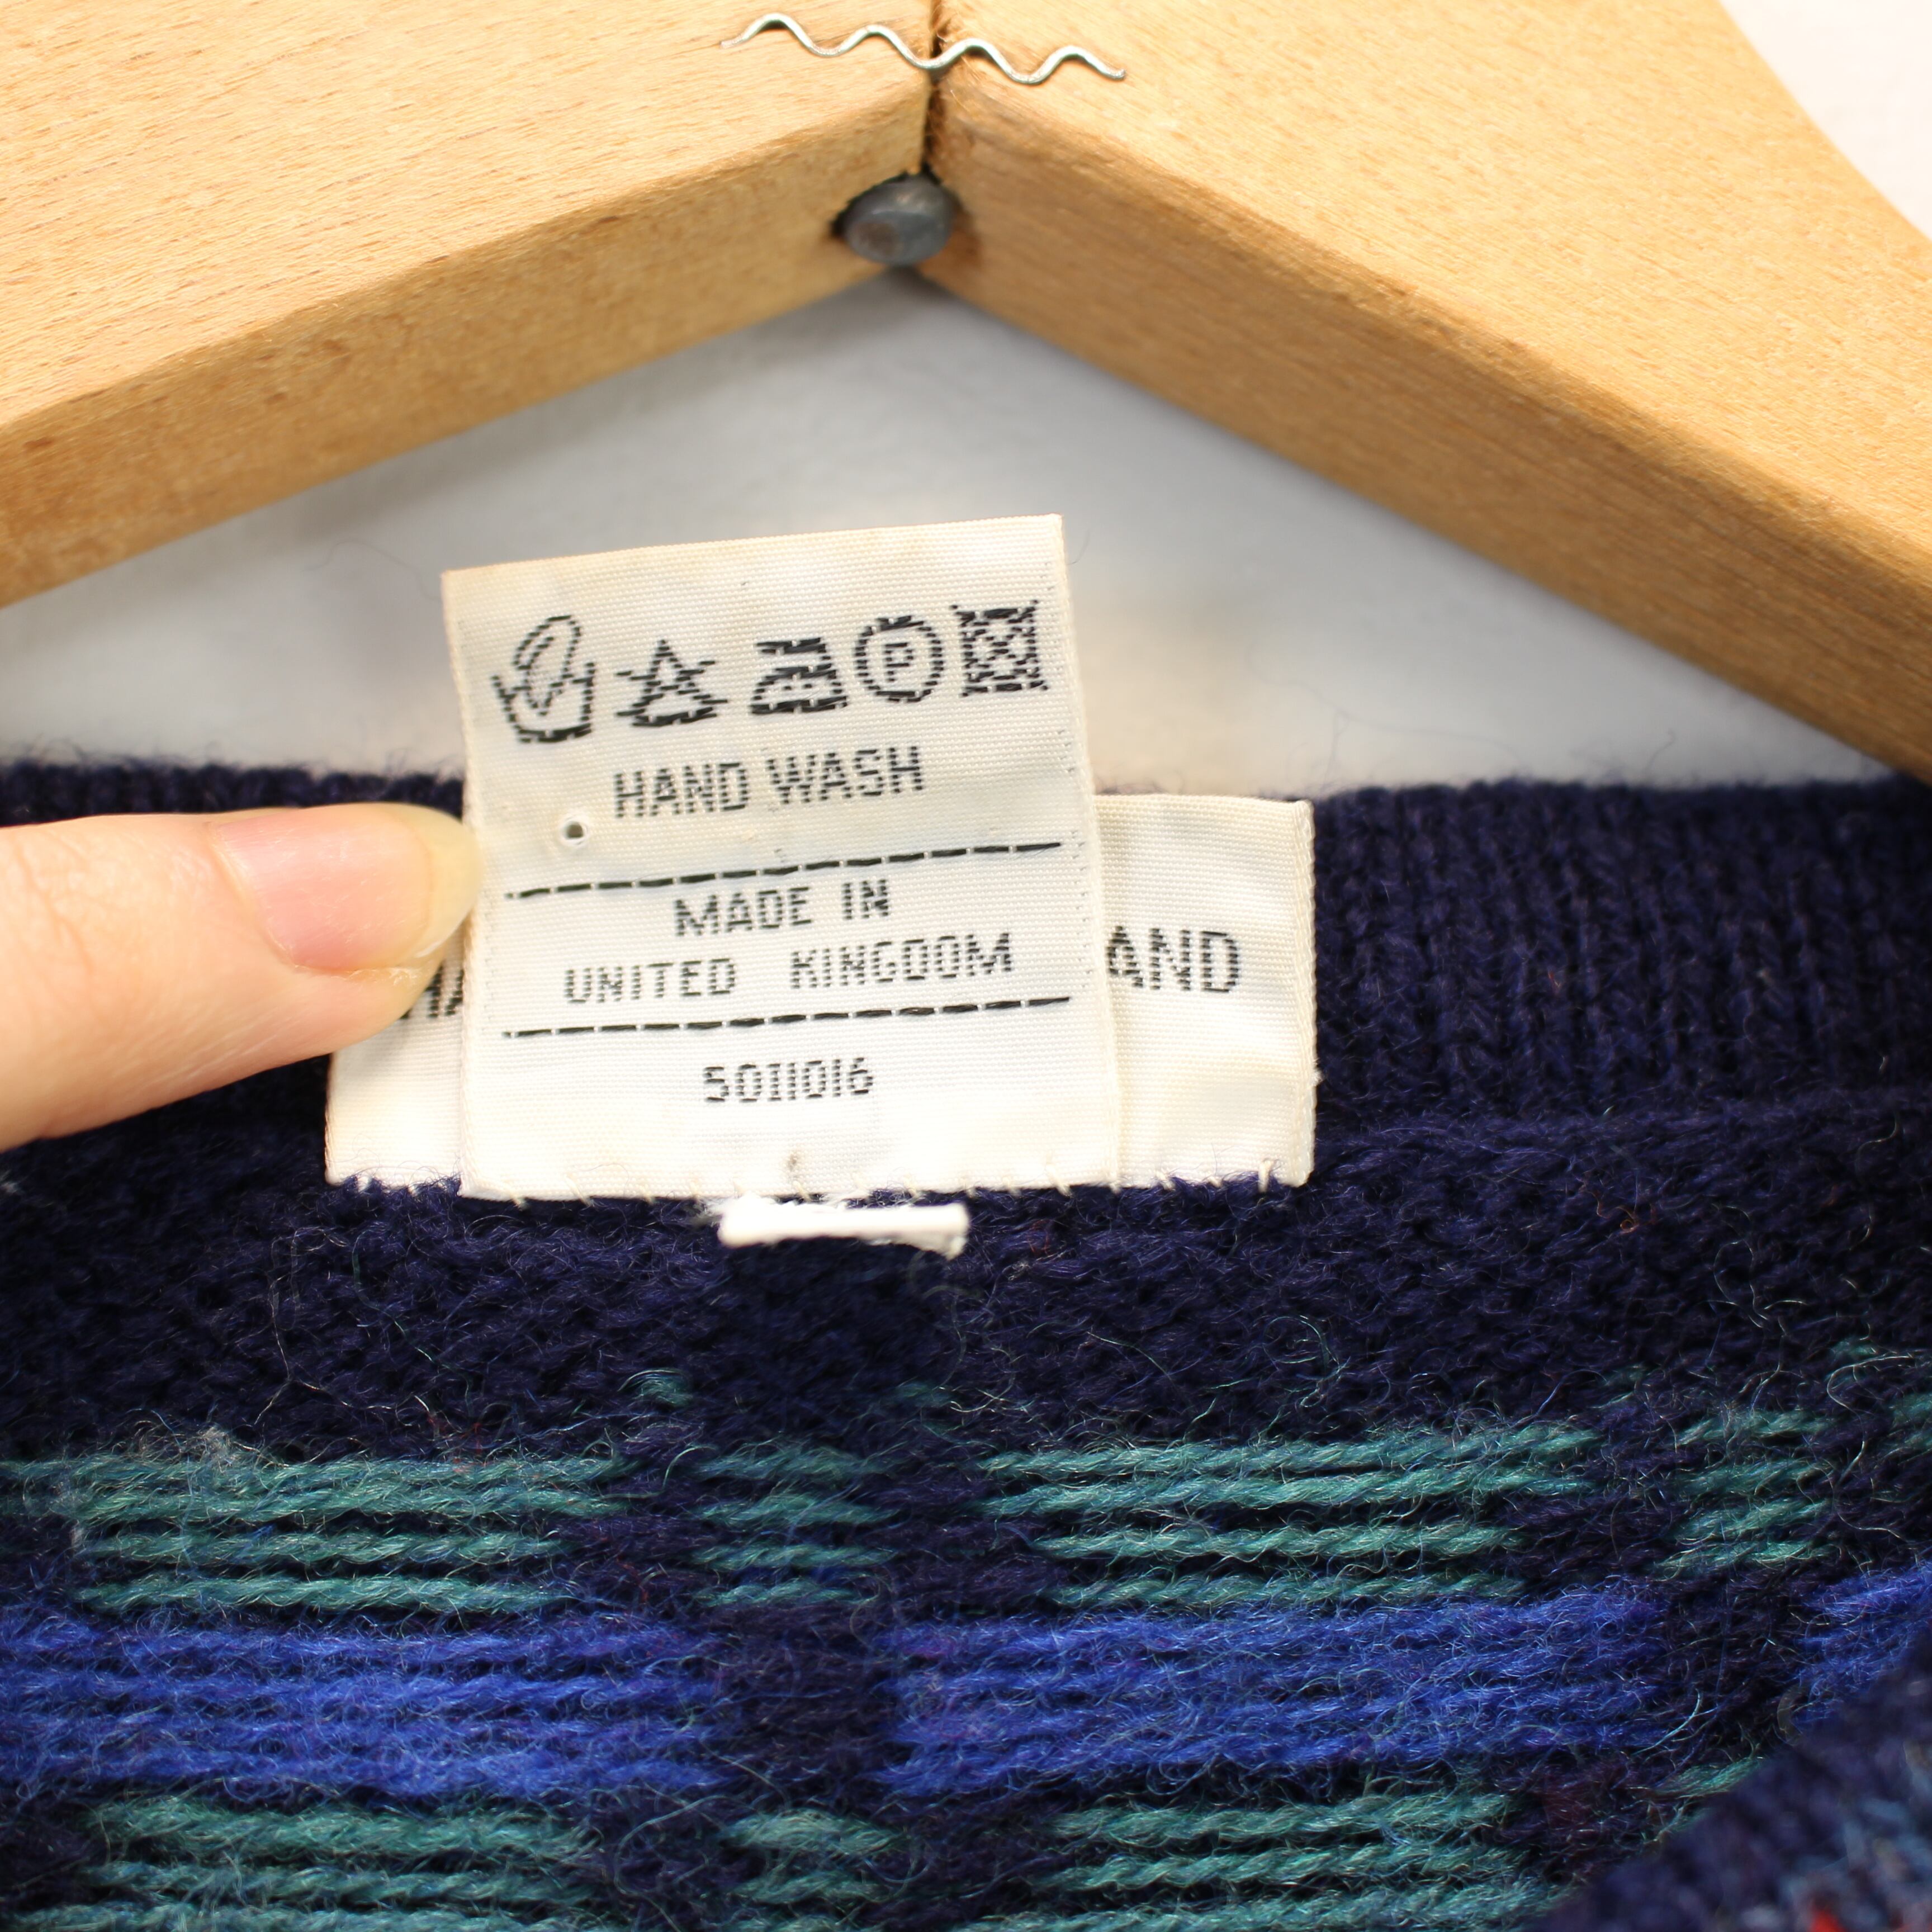 P
HAND WASH
MADE IN
UNITED KINGDOM
5011016
AND